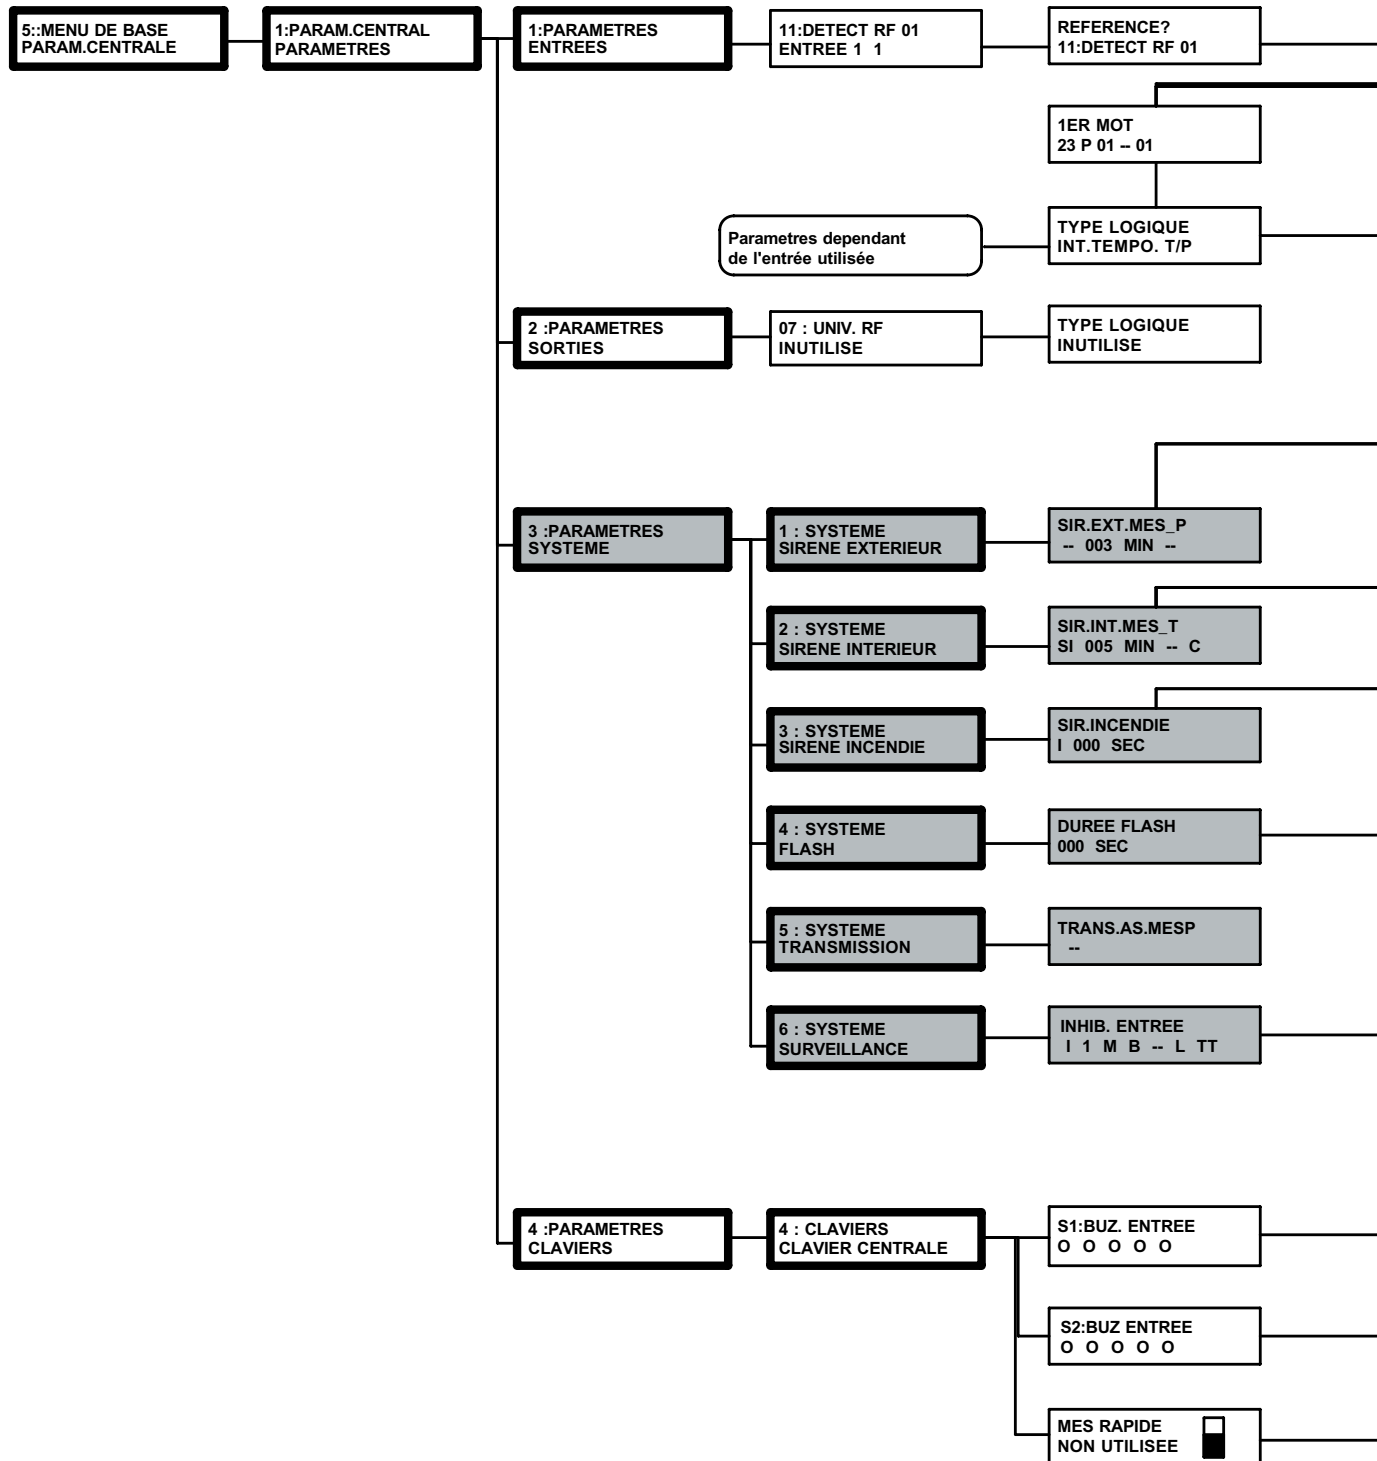 5::MENU DE BASE
PARAM.CENTRALE
1:PARAM.CENTRAL
PARAMETRES
1:PARAMETRES
ENTREES
11:DETECT RF 01
ENTREE 1 1
REFERENCE?
11:DETECT RF 01
1ER MOT
23 P 01 -- 01
Parametres dependant
de l'entrée utilisée
TYPE LOGIQUE
INT.TEMPO. T/P
2 :PARAMETRES
SORTIES
07 : UNIV. RF
INUTILISE
TYPE LOGIQUE
INUTILISE
3 :PARAMETRES
SYSTEME
1 : SYSTEME
SIRENE EXTERIEUR
SIR.EXT.MES_P
-- 003 MIN --
2 : SYSTEME
SIRENE INTERIEUR
SIR.INT.MES_T
SI 005 MIN -- C
3 : SYSTEME
SIRENE INCENDIE
SIR.INCENDIE
I 000 SEC
4 : SYSTEME
FLASH
DUREE FLASH
000 SEC
5 : SYSTEME
TRANSMISSION
TRANS.AS.MESP
--
6 : SYSTEME
SURVEILLANCE
INHIB. ENTREE
I 1 M B -- L TT
4 :PARAMETRES
CLAVIERS
4 : CLAVIERS
CLAVIER CENTRALE
S1:BUZ. ENTREE
O O O O O
S2:BUZ ENTREE
O O O O O
MES RAPIDE
NON UTILISEE